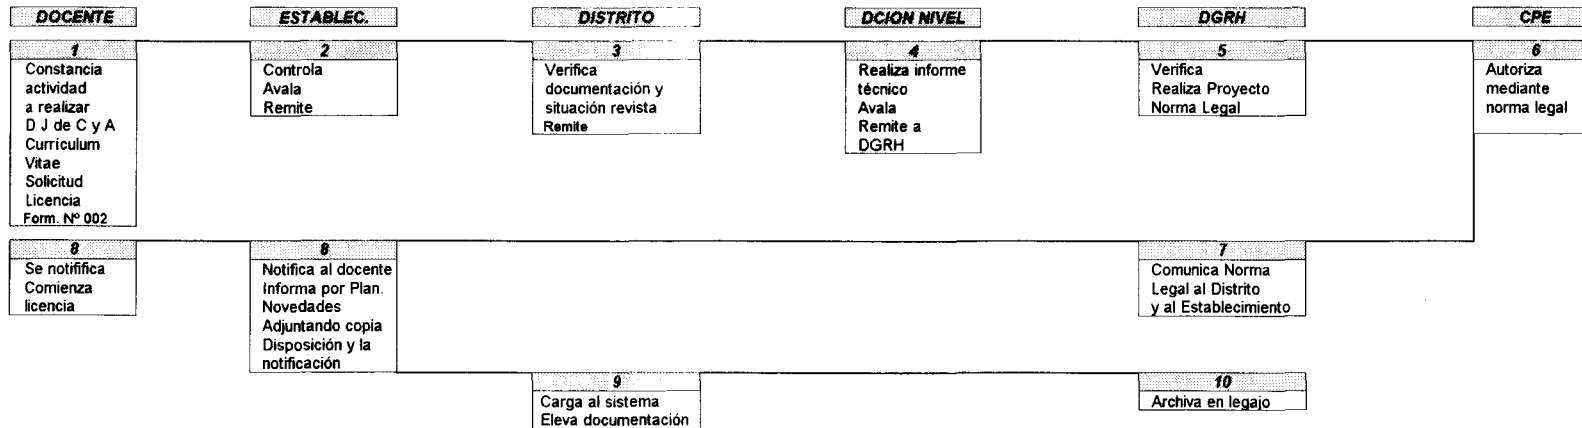 DOCENTE
ESTABLEC.
DISTRITO
DCION NIVEL
DGRH
CPE
1
Constancia
actividad
a realizar
D J de C y A
Curriculum
Vitae
Solicitud
Licencia
Form. Nº 002
2
Controla
Avala
Remite
3
Verifica
documentación y
situación revista
Remite
4
Realiza informe
técnico
Avala
Remite a
DGRH
5
Verifica
Realiza Proyecto
Norma Legal
6
Autoriza
mediante
norma legal
8
Se notififica
Comienza
licencia
8
Notifica al docente
Informa por Plan.
Novedades
Adjuntando copia
Disposición y la
notificación
7
Comunica Norma
Legal al Distrito
y al Establecimiento
9
Carga al sistema
Eleva documentación
10
Archiva en legajo